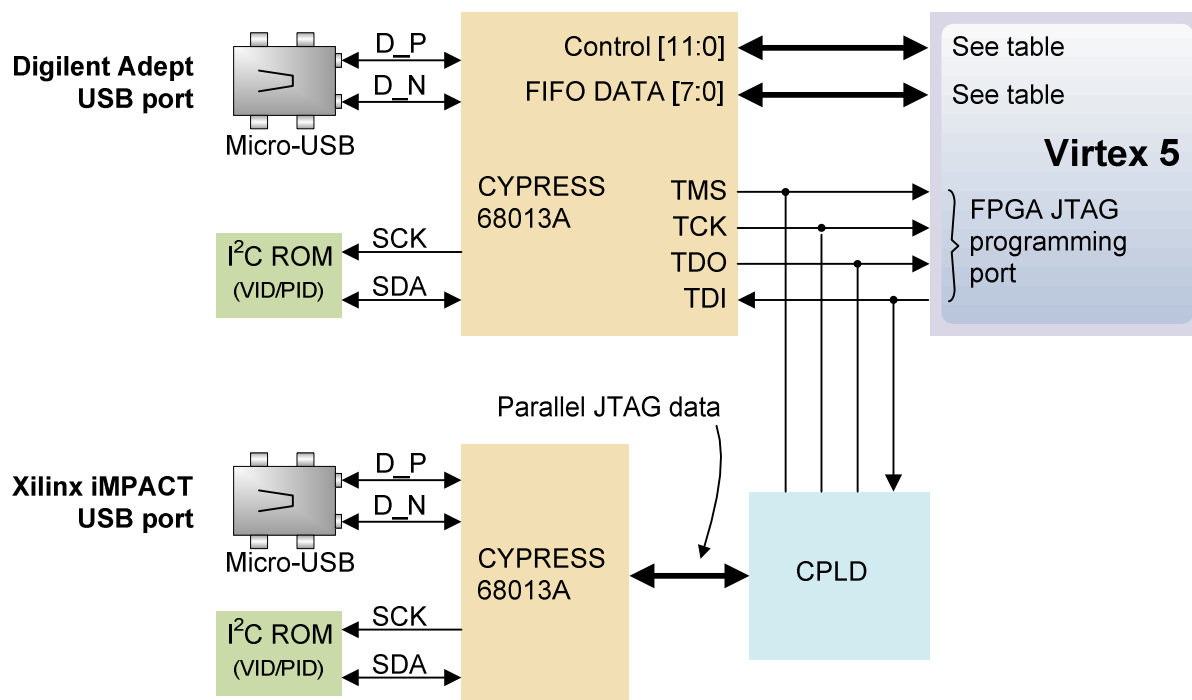 Digilent Adept
USB port
Micro-USB
D_P
D_N
Control [11:0]
FIFO DATA [7:0]
CYPRESS
68013A
TMS
TCK
TDO
TDI
See table
See table
Virtex 5
FPGA JTAG
programming
port
I²C ROM
(VID/PID)
SCK
SDA
Parallel JTAG data
Xilinx iMPACT
USB port
Micro-USB
D_P
D_N
CYPRESS
68013A
CPLD
I²C ROM
(VID/PID)
SCK
SDA